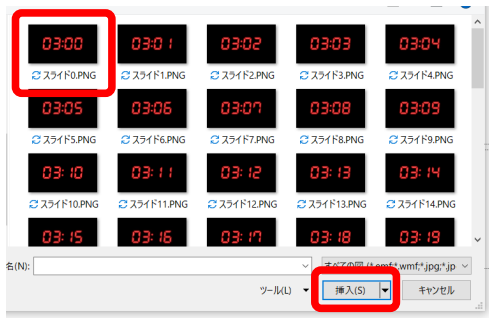 03:00 03:01 03:02 03:03 03:04
スライド0.PNG スライド1.PNG スライド2.PNG スライド3.PNG スライド4.PNG
03:05 03:06 03:07 03:08 03:09
スライド5.PNG スライド6.PNG スライド7.PNG スライド8.PNG スライド9.PNG
03:10 03:11 03:12 03:13 03:14
スライド10.PNG スライド11.PNG スライド12.PNG スライド13.PNG スライド14.PNG
03:15 03:16 03:17 03:18 03:19
名(N): すべての図 (*.emf;*.wmf;*.jpg;*.jp
ツール(L) 挿入(S) キャンセル